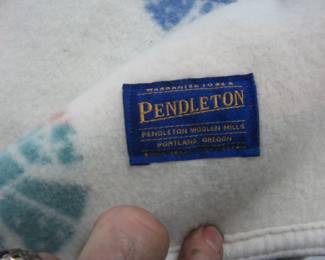 WARRANTED TO BE A
PENDLETON
PENDLETON WOOLEN MILLS
PORTLAND, OREGON